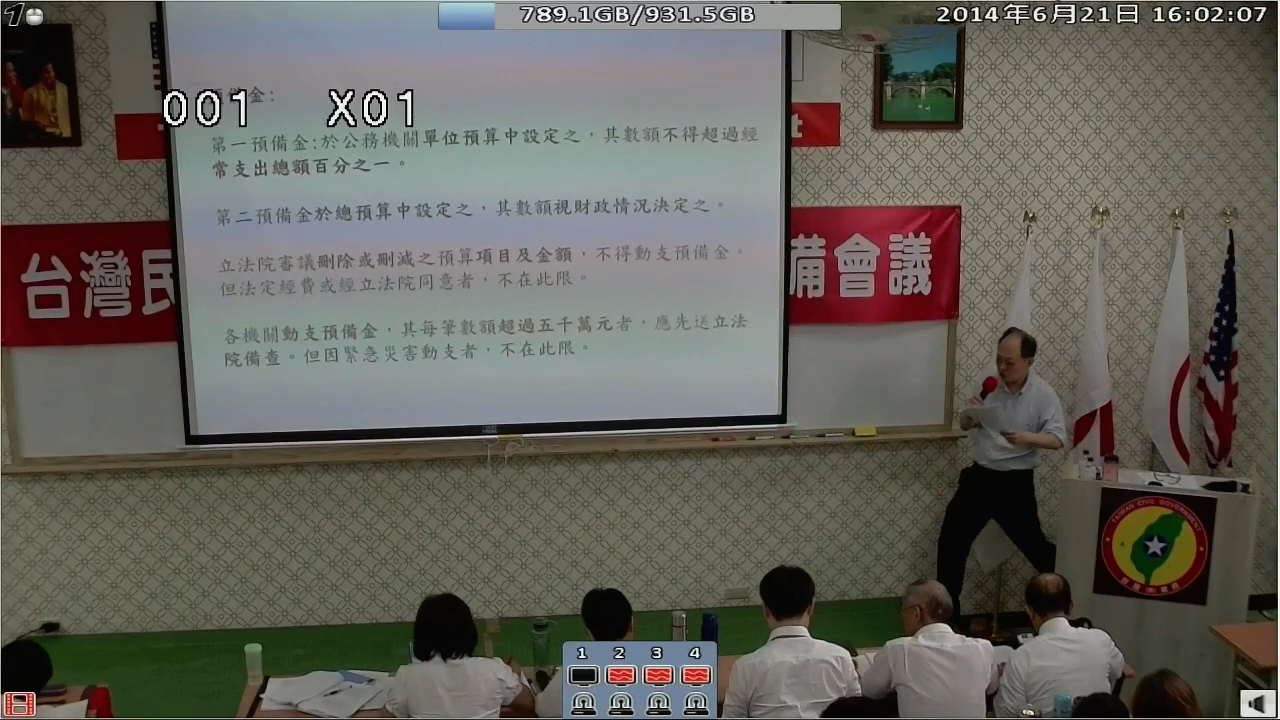 789.1GB/931.5GB
2014年6月21日 16:02:07
001 X01
預備金:
第一預備金:於公務機關單位預算中設定之，其數額不得超過經
常支出總額百分之一。
第二預備金於總預算中設定之，其數額視財政情況決定之。
立法院審議刪除或刪減之預算項目及金額，不得動支預備金。
但法定經費或經立法院同意者，不在此限。
各機關動支預備金，其每筆數額超過五千萬元者，應先送立法
院備查。但因緊急災害動支者，不在此限。
台灣民
備會議
TAIWAN CIVIL GOVERNMENT
1 2 3 4